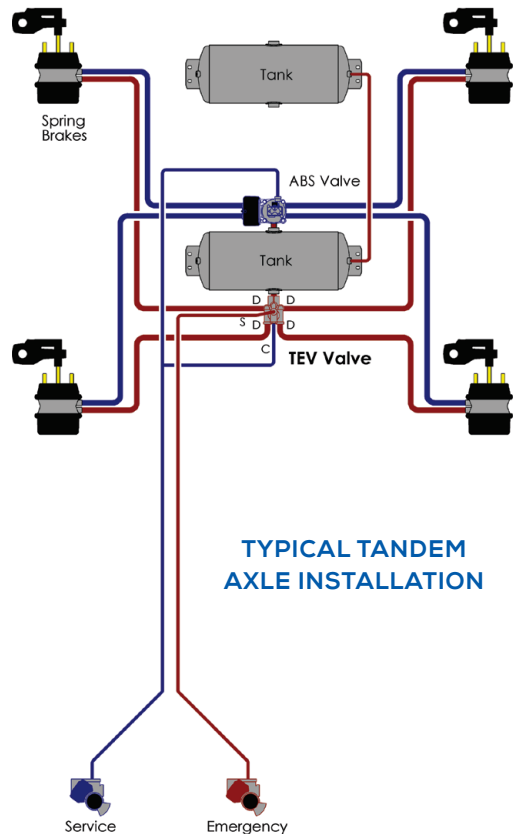 Tank
Spring
Brakes
ABS Valve
Tank
D D
S D D
C
TEV Valve
TYPICAL TANDEM
AXLE INSTALLATION
Service Emergency